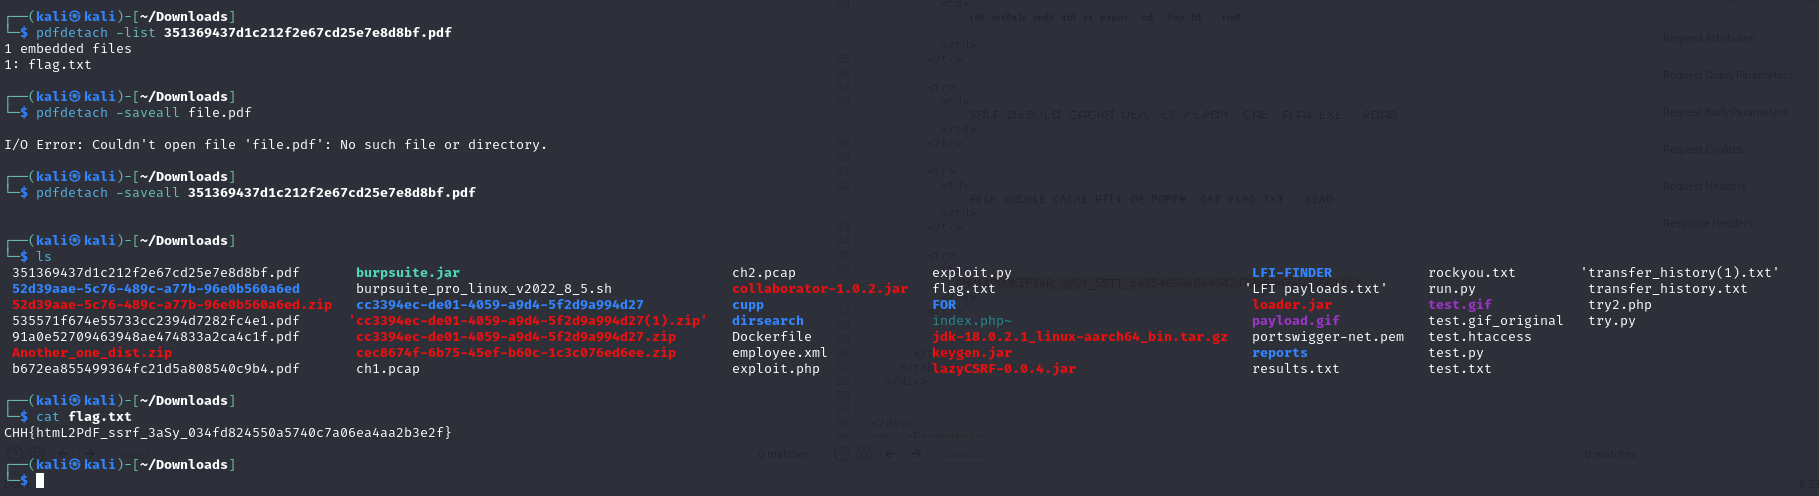 ┌──(kali㉿kali)-[~/Downloads]
└─$ pdfdetach -list 351369437d1c212f2e67cd25e7e8d8bf.pdf
1 embedded files
1: flag.txt
┌──(kali㉿kali)-[~/Downloads]
└─$ pdfdetach -saveall file.pdf
I/O Error: Couldn't open file 'file.pdf': No such file or directory.
┌──(kali㉿kali)-[~/Downloads]
└─$ pdfdetach -saveall 351369437d1c212f2e67cd25e7e8d8bf.pdf
┌──(kali㉿kali)-[~/Downloads]
└─$ ls
351369437d1c212f2e67cd25e7e8d8bf.pdf burpsuite.jar ch2.pcap exploit.py LFI-FINDER rockyou.txt 'transfer_history(1).txt'
52d39aae-5c76-489c-a77b-96e0b560a6ed burpsuite_pro_linux_v2022_8_5.sh collaborator-1.0.2.jar flag.txt 'LFI payloads.txt' run.py transfer_history.txt
52d39aae-5c76-489c-a77b-96e0b560a6ed.zip cc3394ec-de01-4059-a9d4-5f2d9a994d27 cupp FOR loader.jar test.gif try2.php
535571f674e55733cc2394d7282fc4e1.pdf 'cc3394ec-de01-4059-a9d4-5f2d9a994d27(1).zip' dirsearch index.php~ payload.gif test.gif_original try.py
91a0e52709463948ae474833a2ca4c1f.pdf cc3394ec-de01-4059-a9d4-5f2d9a994d27.zip Dockerfile jdk-18.0.2.1_linux-aarch64_bin.tar.gz portswigger-net.pem test.htaccess
Another_one_dist.zip cec8674f-6b75-45ef-b60c-1c3c076ed6ee.zip employee.xml keygen.jar reports test.py
b672ea855499364fc21d5a808540c9b4.pdf ch1.pcap exploit.php lazyCSRF-0.0.4.jar results.txt test.txt
┌──(kali㉿kali)-[~/Downloads]
└─$ cat flag.txt
CHH{htmL2PdF_ssrf_3aSy_034fd824550a5740c7a06ea4aa2b3e2f}
┌──(kali㉿kali)-[~/Downloads]
└─$
Request Attributes
Request Query Parameters
Request Body Parameters
Request Cookies
Request Headers
Response Headers
0 matches
Search...
0 matches